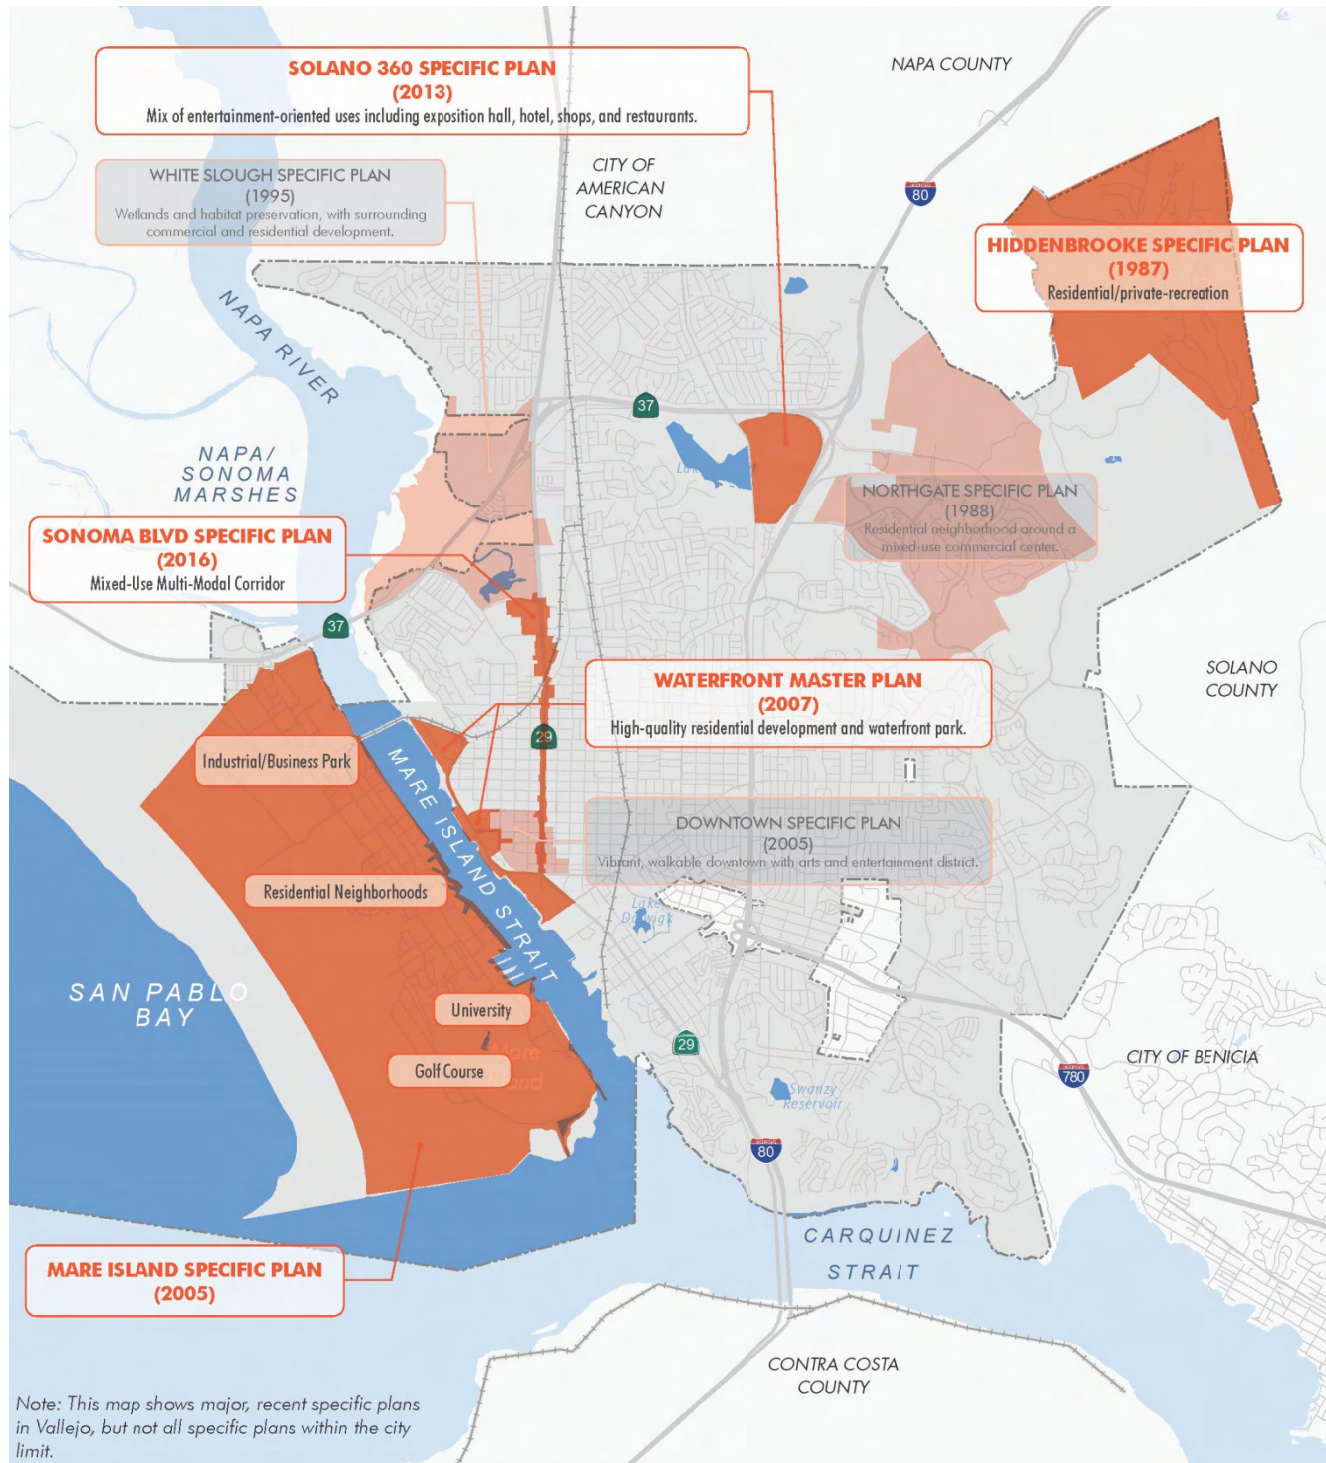 SOLANO 360 SPECIFIC PLAN
(2013)
Mix of entertainment-oriented uses including exposition hall, hotel, shops, and restaurants.
NAPA COUNTY
WHITE SLOUGH SPECIFIC PLAN
(1995)
Wetlands and habitat preservation, with surrounding
commercial and residential development.
CITY OF
AMERICAN
CANYON
80
HIDDENBROOKE SPECIFIC PLAN
(1987)
Residential/private-recreation
NAPA RIVER
37
NAPA/
SONOMA
MARSHES
NORTHGATE SPECIFIC PLAN
(1988)
Residential neighborhood around a
mixed-use commercial center.
SONOMA BLVD SPECIFIC PLAN
(2016)
Mixed-Use Multi-Modal Corridor
37
SOLANO
COUNTY
WATERFRONT MASTER PLAN
(2007)
High-quality residential development and waterfront park.
29
Industrial/Business Park
MARE ISLAND STRAIT
DOWNTOWN SPECIFIC PLAN
(2005)
Vibrant, walkable downtown with arts and entertainment district.
Residential Neighborhoods
Lake
Dalwigk
SAN PABLO
BAY
University
29
Mare
Golf Course
CITY OF BENICIA
780
Swanzy
Reservoir
80
CARQUINEZ
STRAIT
MARE ISLAND SPECIFIC PLAN
(2005)
CONTRA COSTA
COUNTY
Note: This map shows major, recent specific plans
in Vallejo, but not all specific plans within the city
limit.